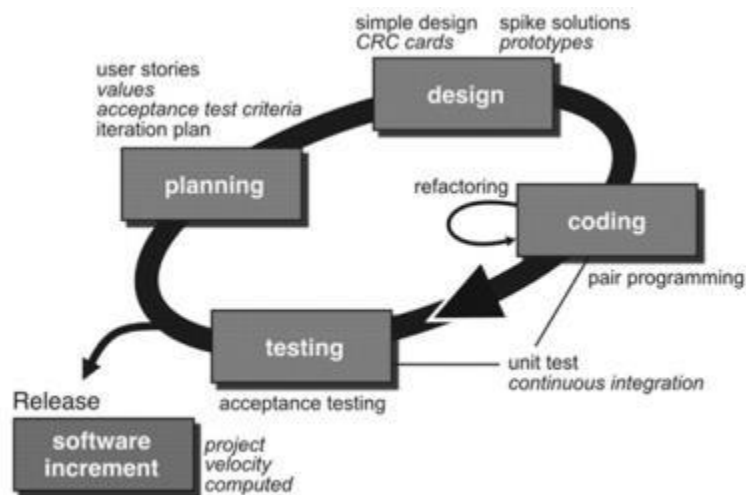 simple design
CRC cards
spike solutions
prototypes
user stories
values
acceptance test criteria
iteration plan
design
planning
refactoring
coding
pair programming
testing
unit test
continuous integration
acceptance testing
Release
software
increment
project
velocity
computed